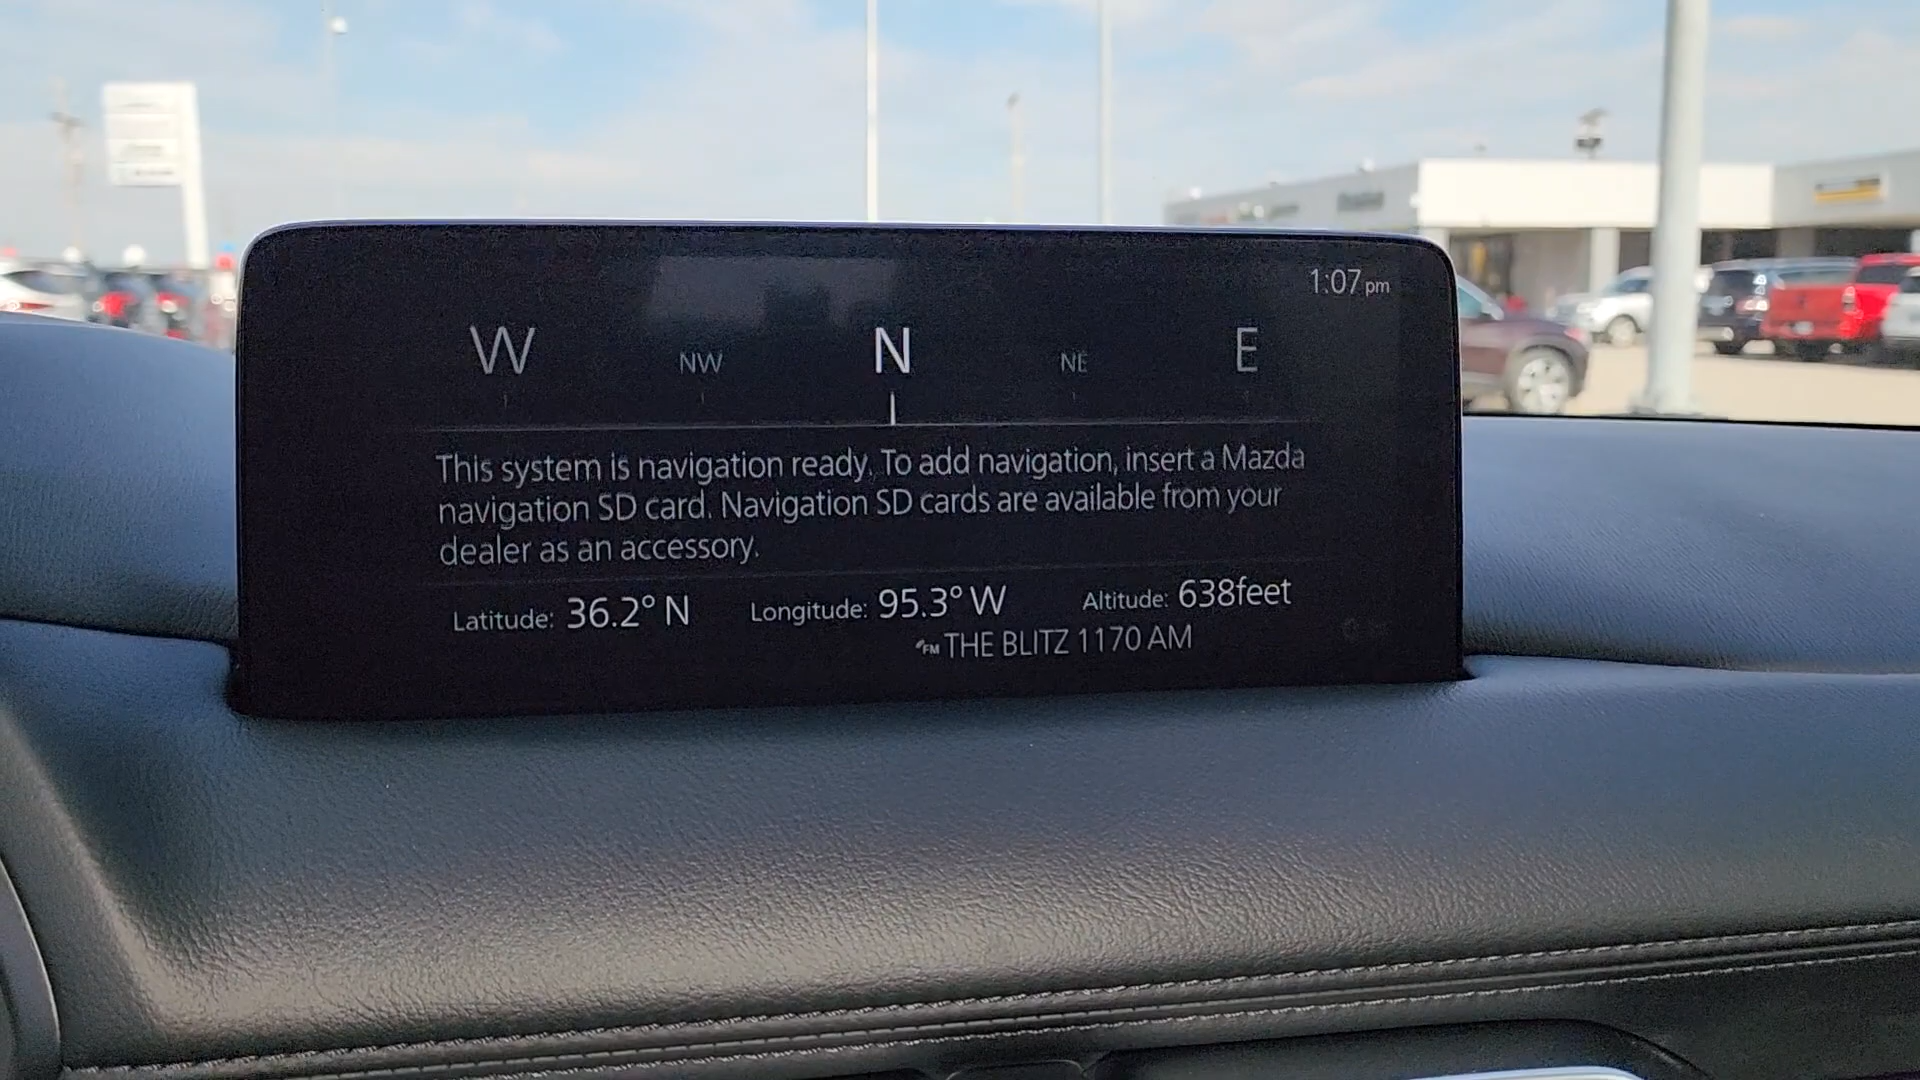 1:07 pm
W NW N NE E
This system is navigation ready. To add navigation, insert a Mazda
navigation SD card. Navigation SD cards are available from your
dealer as an accessory.
Latitude: 36.2° N Longitude: 95.3° W Altitude: 638feet
FM THE BLITZ 1170 AM